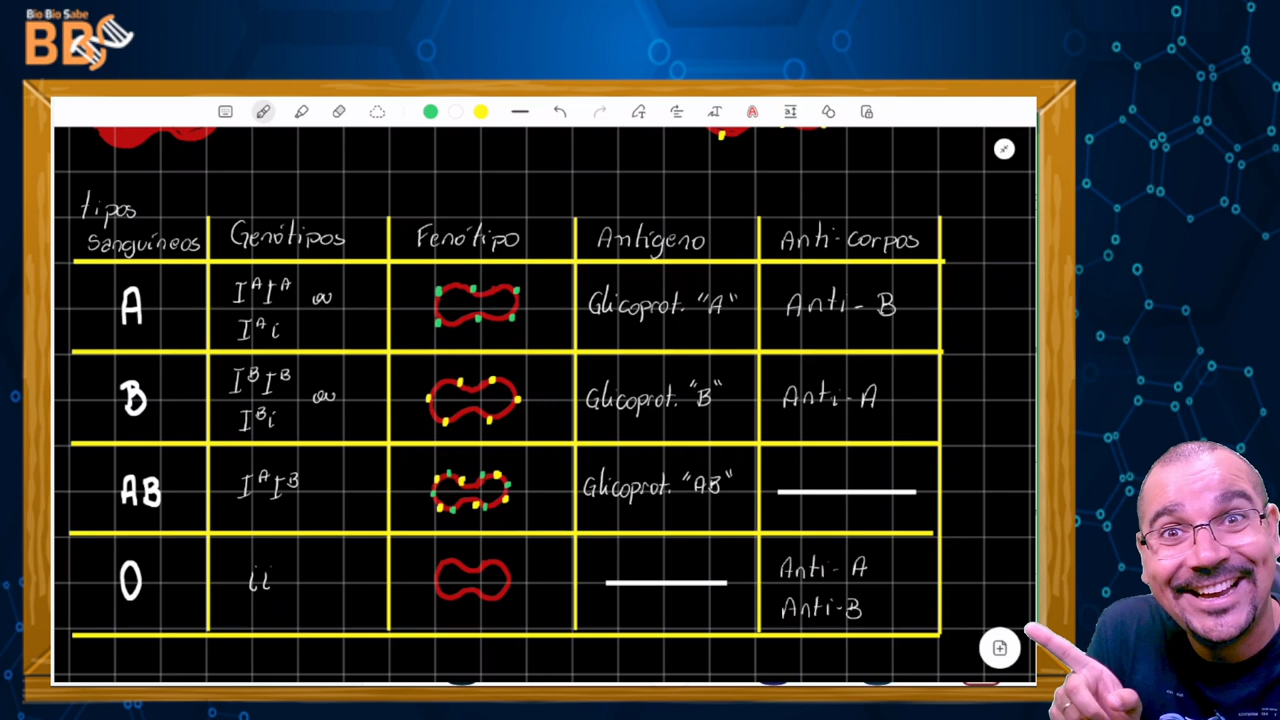 Bio Bio Sabe
BBS
tipos
sanguíneos Genótipos Fenótipo Antígeno Anti-corpos
A IᴬIᴬ ou Glicoprot. "A" Anti-B
Iᴬi
B IᴮIᴮ ou Glicoprot. "B" Anti-A
Iᴮi
AB IᴬIᴮ Glicoprot. "AB"
O ii Anti-A
Anti-B